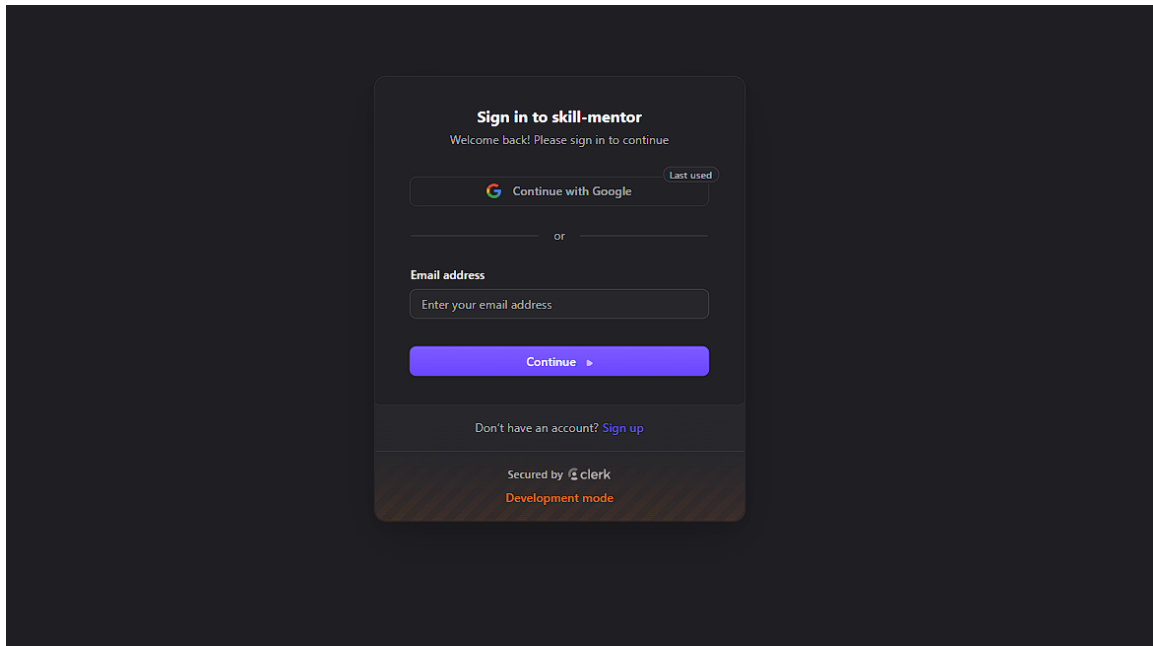 Sign in to skill-mentor
Welcome back! Please sign in to continue
Last used
Continue with Google
or
Email address
Enter your email address
Continue
Don’t have an account? Sign up
Secured by clerk
Development mode